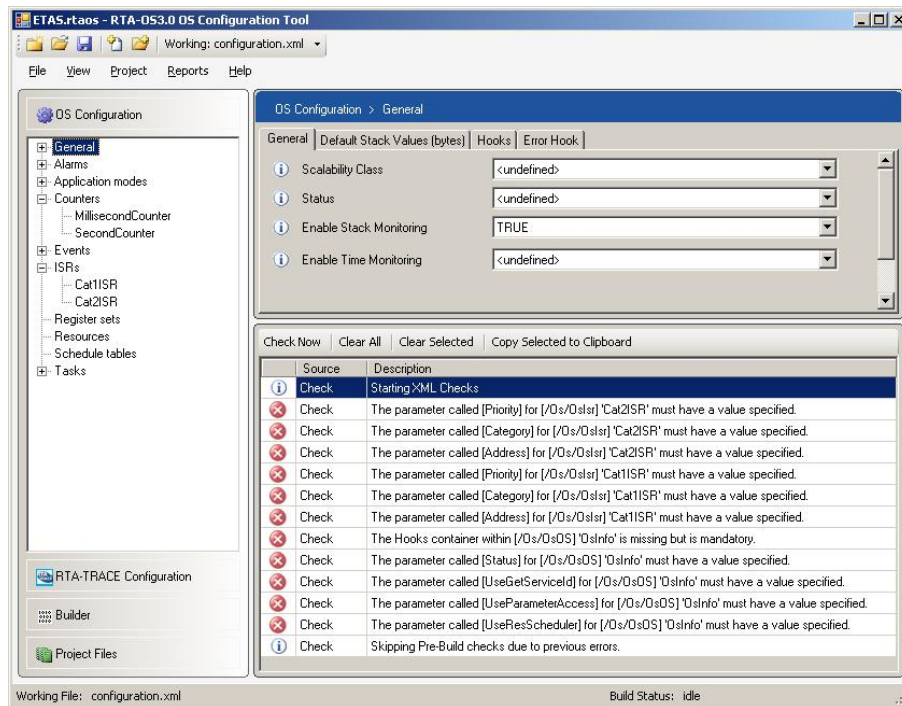 ETAS.rtaos - RTA-OS3.0 OS Configuration Tool
Working: configuration.xml
File View Project Reports Help
OS Configuration
General
Alarms
Application modes
Counters
MillisecondCounter
SecondCounter
Events
ISRs
Cat1ISR
Cat2ISR
Register sets
Resources
Schedule tables
Tasks
RTA-TRACE Configuration
Builder
Project Files
OS Configuration > General
General Default Stack Values (bytes) Hooks Error Hook
Scalability Class <undefined>
Status <undefined>
Enable Stack Monitoring TRUE
Enable Time Monitoring <undefined>
Check Now Clear All Clear Selected Copy Selected to Clipboard
Source Description
Check Starting XML Checks
Check The parameter called [Priority] for [/Os/OsIsr] 'Cat2ISR' must have a value specified.
Check The parameter called [Category] for [/Os/OsIsr] 'Cat2ISR' must have a value specified.
Check The parameter called [Address] for [/Os/OsIsr] 'Cat2ISR' must have a value specified.
Check The parameter called [Priority] for [/Os/OsIsr] 'Cat1ISR' must have a value specified.
Check The parameter called [Category] for [/Os/OsIsr] 'Cat1ISR' must have a value specified.
Check The parameter called [Address] for [/Os/OsIsr] 'Cat1ISR' must have a value specified.
Check The Hooks container within [/Os/OsOS] 'OsInfo' is missing but is mandatory.
Check The parameter called [Status] for [/Os/OsOS] 'OsInfo' must have a value specified.
Check The parameter called [UseGetServiceId] for [/Os/OsOS] 'OsInfo' must have a value specified.
Check The parameter called [UseParameterAccess] for [/Os/OsOS] 'OsInfo' must have a value specified.
Check The parameter called [UseResScheduler] for [/Os/OsOS] 'OsInfo' must have a value specified.
Check Skipping Pre-Build checks due to previous errors.
Working File: configuration.xml Build Status: idle